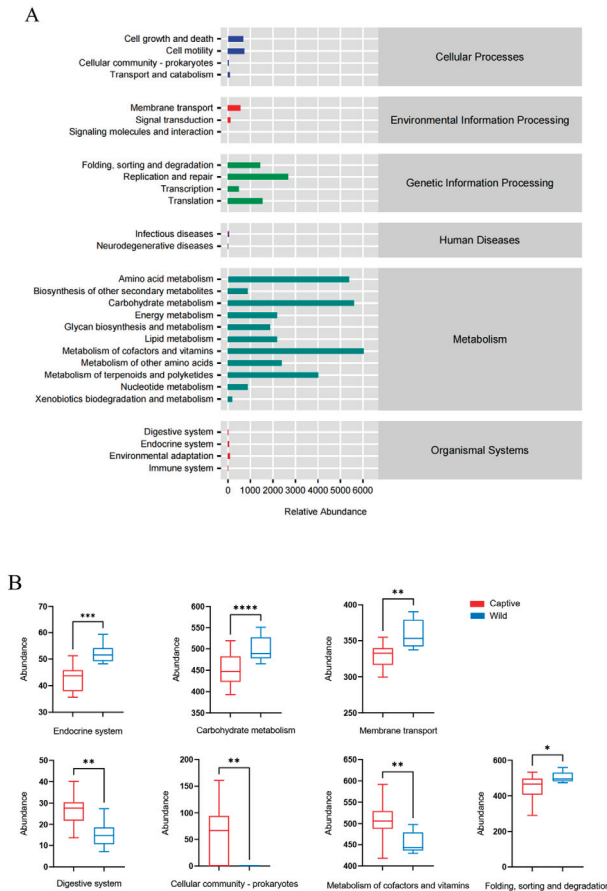 A
Cell growth and death
Cell motility
Cellular community - prokaryotes
Transport and catabolism
Cellular Processes
Membrane transport
Signal transduction
Signaling molecules and interaction
Environmental Information Processing
Folding, sorting and degradation
Replication and repair
Transcription
Translation
Genetic Information Processing
Infectious diseases
Neurodegenerative diseases
Human Diseases
Amino acid metabolism
Biosynthesis of other secondary metabolites
Carbohydrate metabolism
Energy metabolism
Glycan biosynthesis and metabolism
Lipid metabolism
Metabolism of cofactors and vitamins
Metabolism of other amino acids
Metabolism of terpenoids and polyketides
Nucleotide metabolism
Xenobiotics biodegradation and metabolism
Metabolism
Digestive system
Endocrine system
Environmental adaptation
Immune system
Organismal Systems
0 1000 2000 3000 4000 5000 6000
Relative Abundance
B
Captive
Wild
Abundance
70
60
50
40
30
***
Endocrine system
Abundance
600
550
500
450
400
350
****
Carbohydrate metabolism
Abundance
400
350
300
250
**
Membrane transport
Abundance
50
40
30
20
10
0
**
Digestive system
Abundance
200
150
100
50
0
**
Cellular community - prokaryotes
Abundance
650
600
550
500
450
400
**
Metabolism of cofactors and vitamins
Abundance
600
400
200
0
*
Folding, sorting and degradation